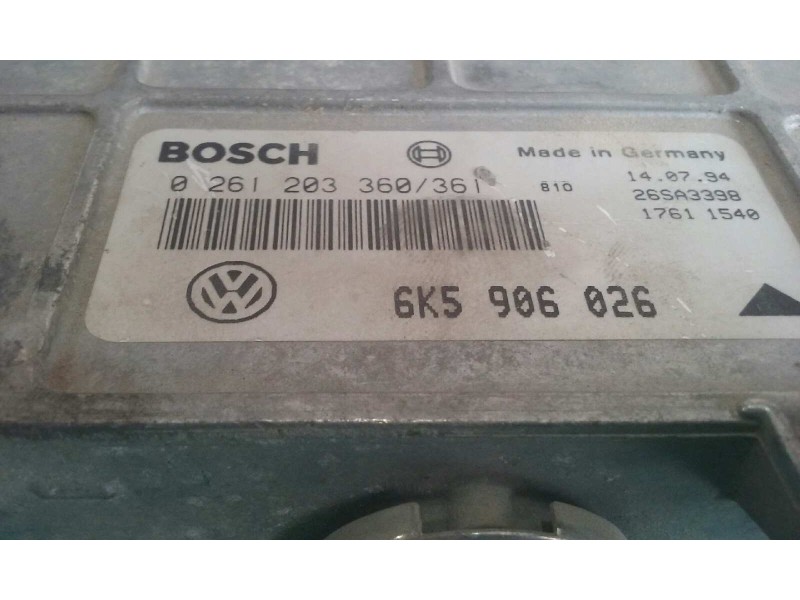 BOSCH
Made in Germany
0 261 203 360/361
810
14.07.94
26SA3398
1761 1540
6K5 906 026